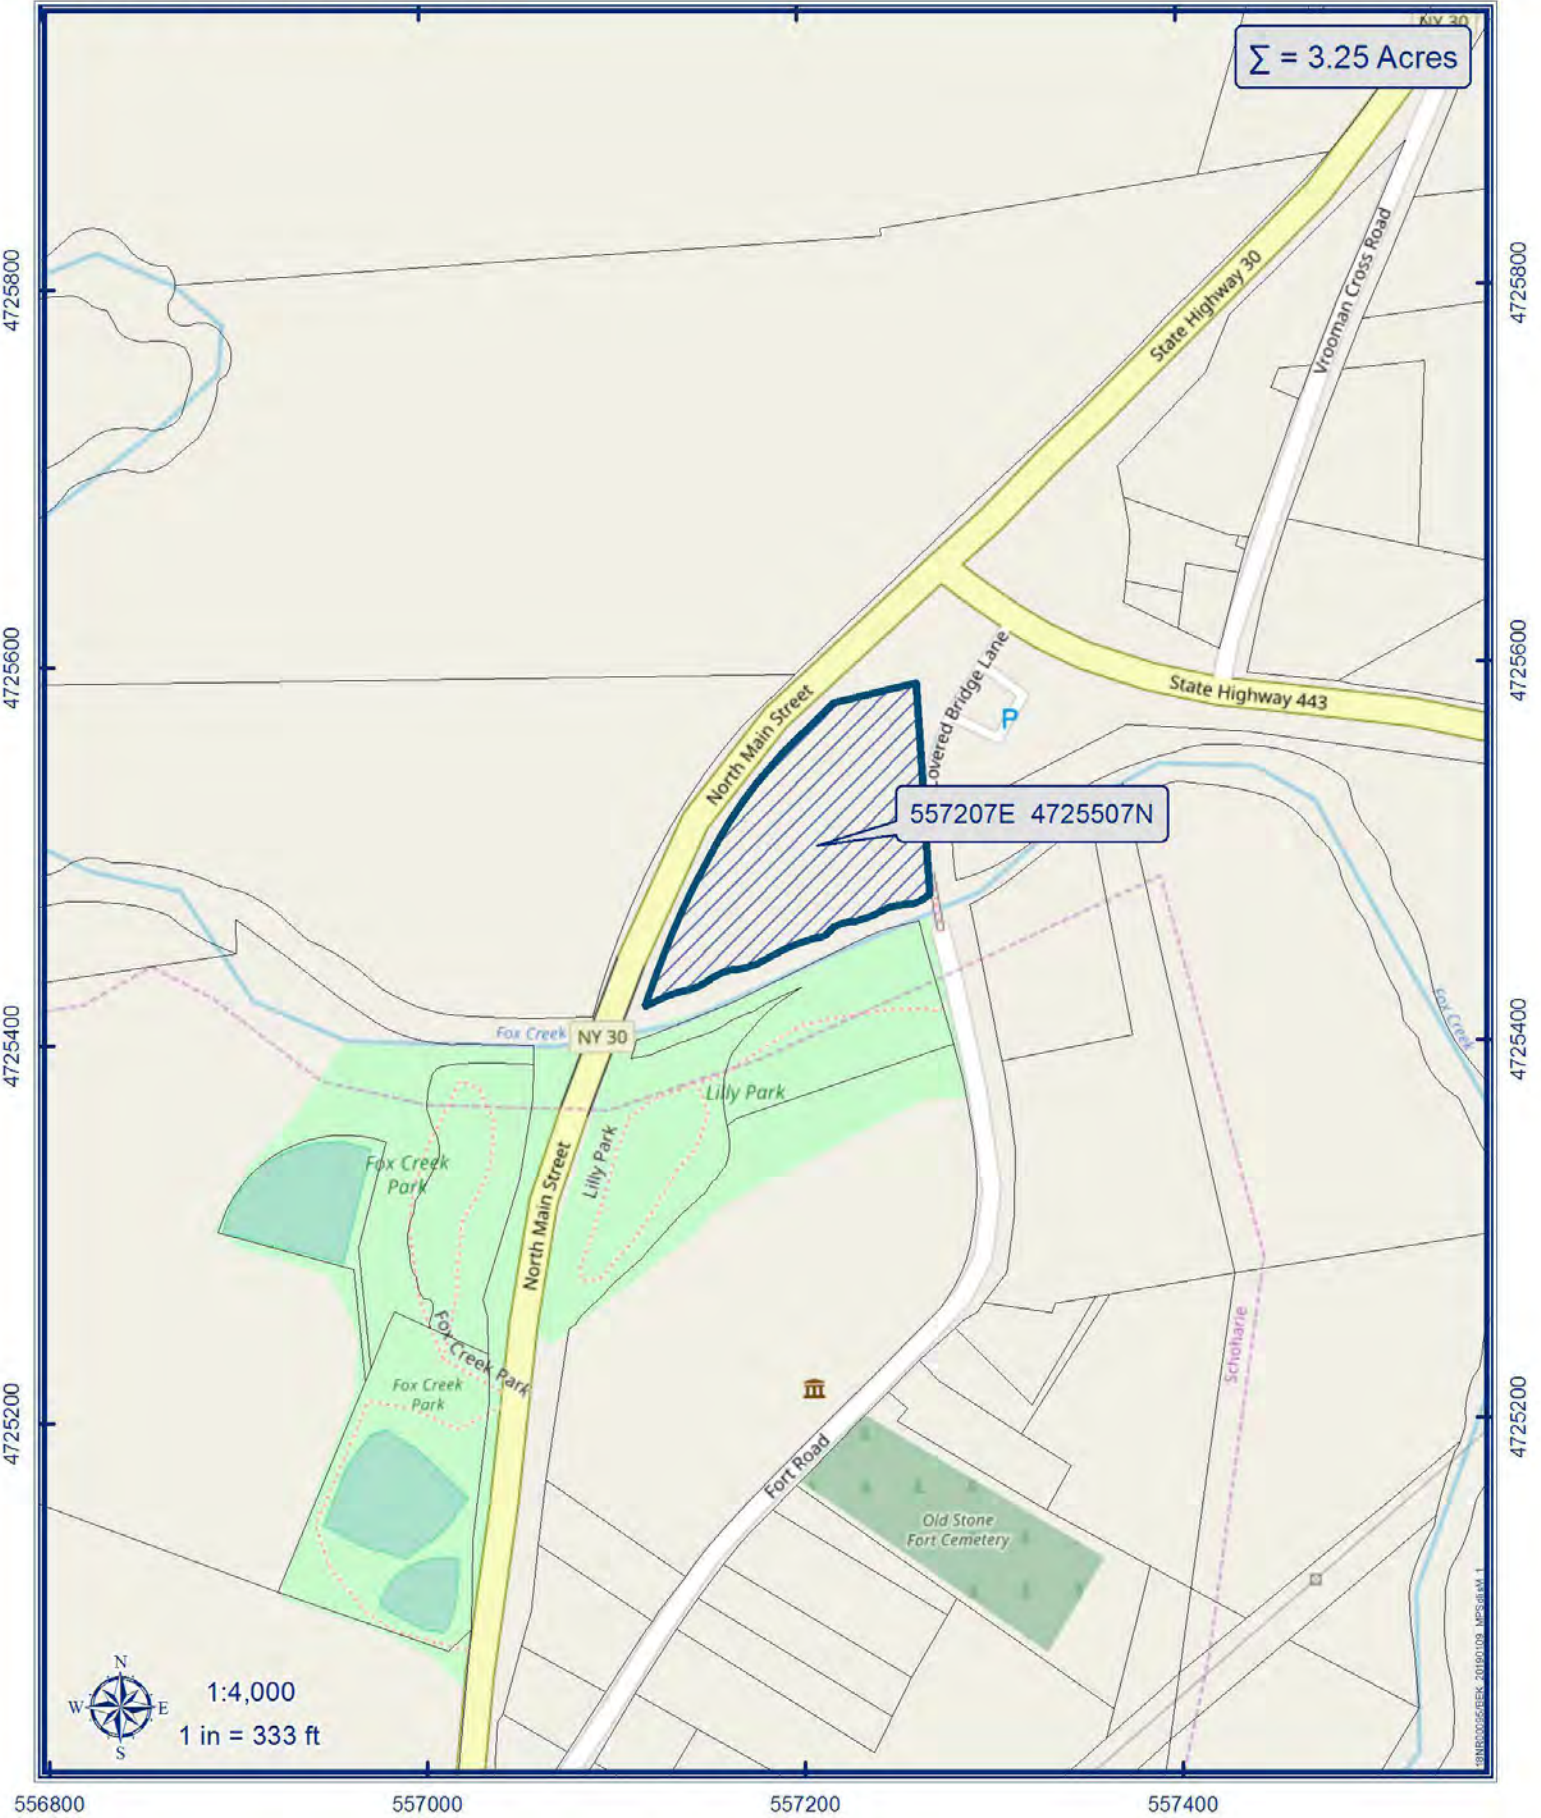 NY 30
∑ = 3.25 Acres
4725800
4725800
State Highway 30
Vrooman Cross Road
4725600
4725600
Covered Bridge Lane
State Highway 443
North Main Street
P
557207E 4725507N
4725400
4725400
Fox Creek
NY 30
Fox Creek
Lilly Park
Lilly Park
Fox Creek
Park
North Main Street
Schoharie
Fox Creek Park
Fox Creek
Park
4725200
4725200
Fort Road
Old Stone
Fort Cemetery
N
W E
S
1:4,000
1 in = 333 ft
556800
557000
557200
557400